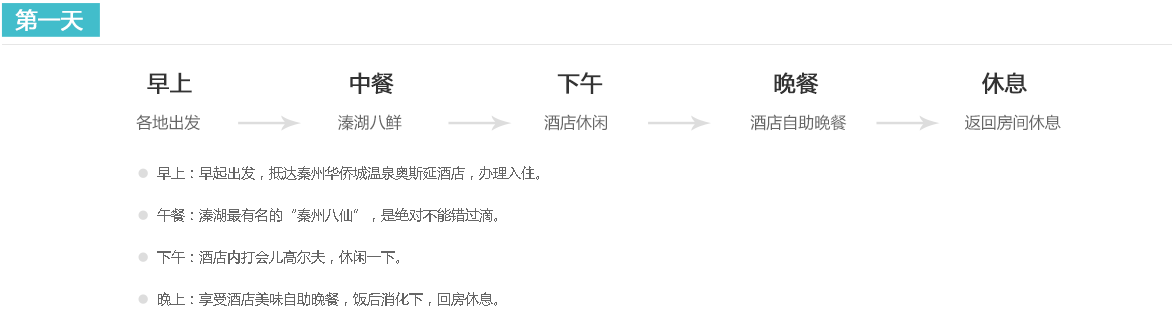 第一天
早上 中餐 下午 晚餐 休息
各地出发 溱湖八鲜 酒店休闲 酒店自助晚餐 返回房间休息
早上：早起出发，抵达秦州华侨城温泉奥斯延酒店，办理入住。
午餐：溱湖最有名的“秦州八仙”，是绝对不能错过滴。
下午：酒店内打会儿高尔夫，休闲一下。
晚上：享受酒店美味自助晚餐，饭后消化下，回房休息。